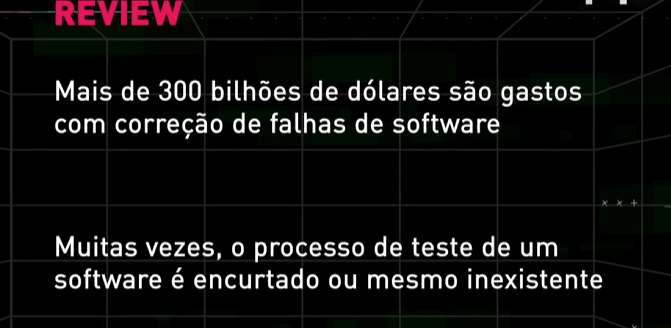 REVIEW
Mais de 300 bilhões de dólares são gastos
com correção de falhas de software
Muitas vezes, o processo de teste de um
software é encurtado ou mesmo inexistente